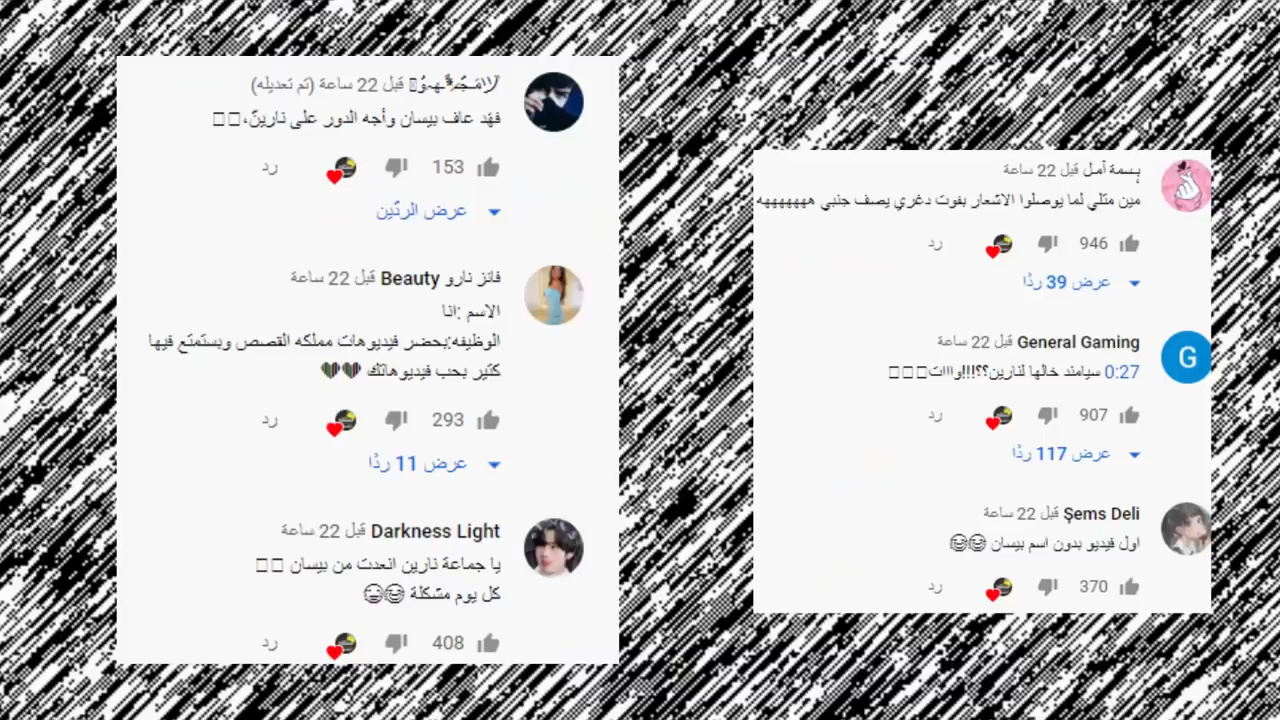 قبل 22 ساعة (تم تعديله)
فهّد عاف بيسان وأجه الدور على نارينٌ،
153
رد
عرض الردّين
فانز نارو Beauty قبل 22 ساعة
الاسم :انا
الوظيفه:بحضر فيديوهات مملكه القصص وبستمتع فيها
كثير بحب فيديوهاتك 🖤🖤
293
رد
عرض 11 ردًا
Darkness Light قبل 22 ساعة
يا جماعة نارين انعدت من بيسان
كل يوم مشكلة 😂😂
408
رد
بسمة أمل قبل 22 ساعة
مين مثلي لما يوصلوا الاشعار بفوت دغري يصف جنبي ههههههه
946
رد
عرض 39 ردًا
G
General Gaming قبل 22 ساعة
0:27 سيامند خالها لنارين؟؟!!!واااات
907
رد
عرض 117 ردًا
Şems Deli قبل 22 ساعة
اول فيديو بدون اسم بيسان 😂😂
370
رد